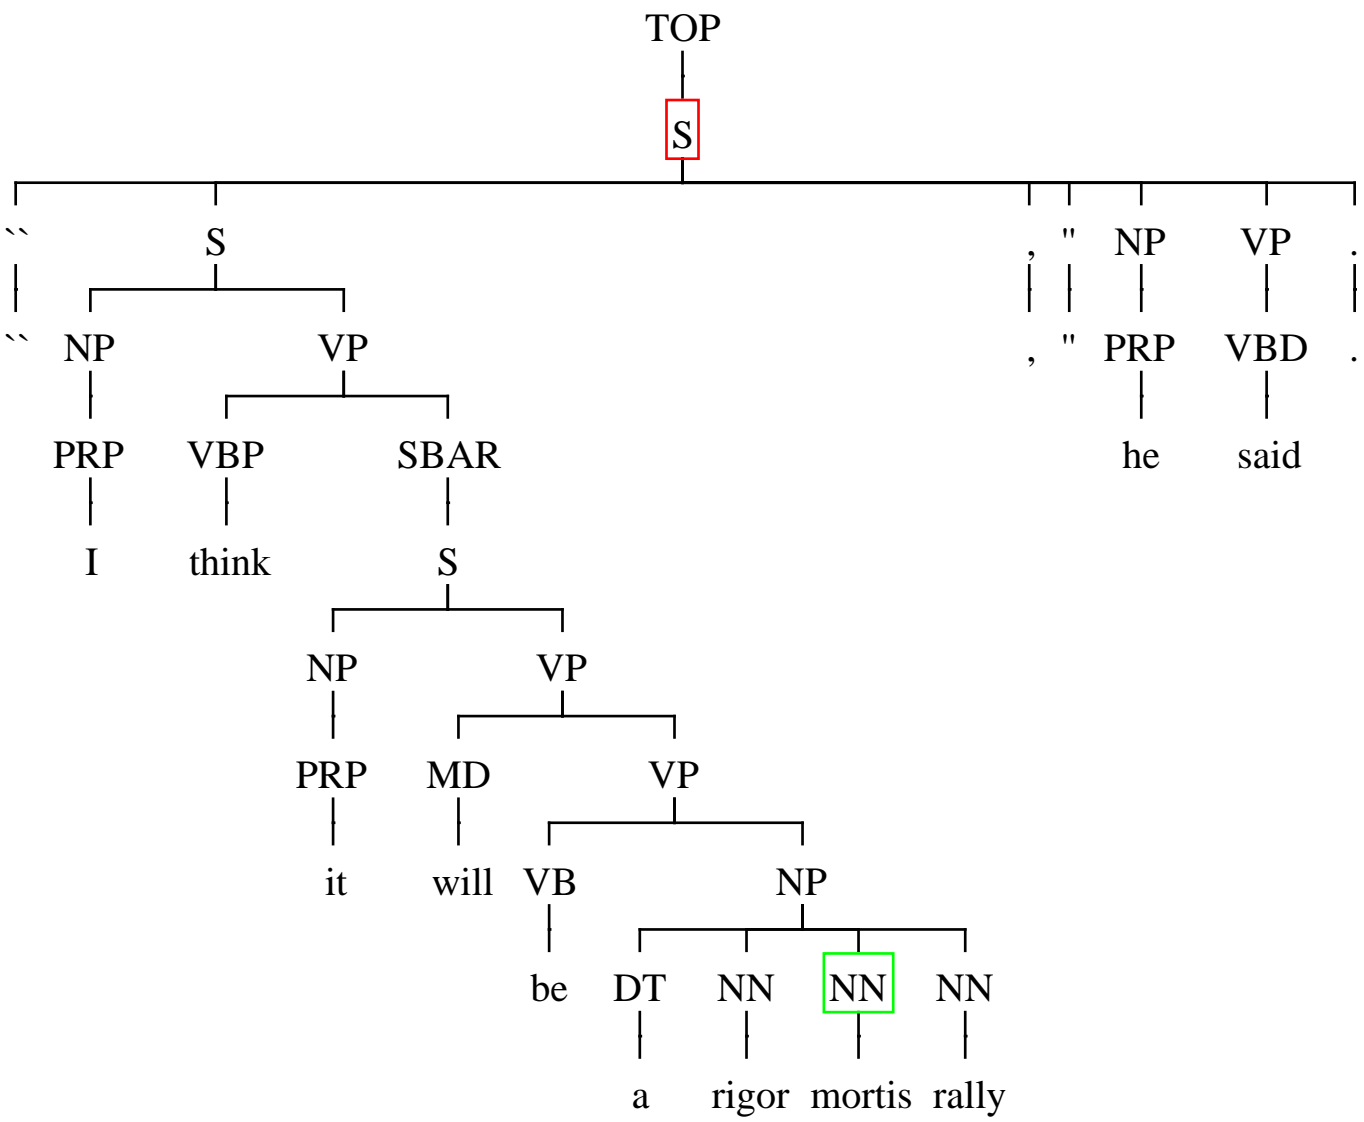 TOP
S
`` S , " NP VP .
`` NP VP , " PRP VBD .
PRP VBP SBAR he said
I think S
NP VP
PRP MD VP
it will VB NP
be DT NN NN NN
a rigor mortis rally